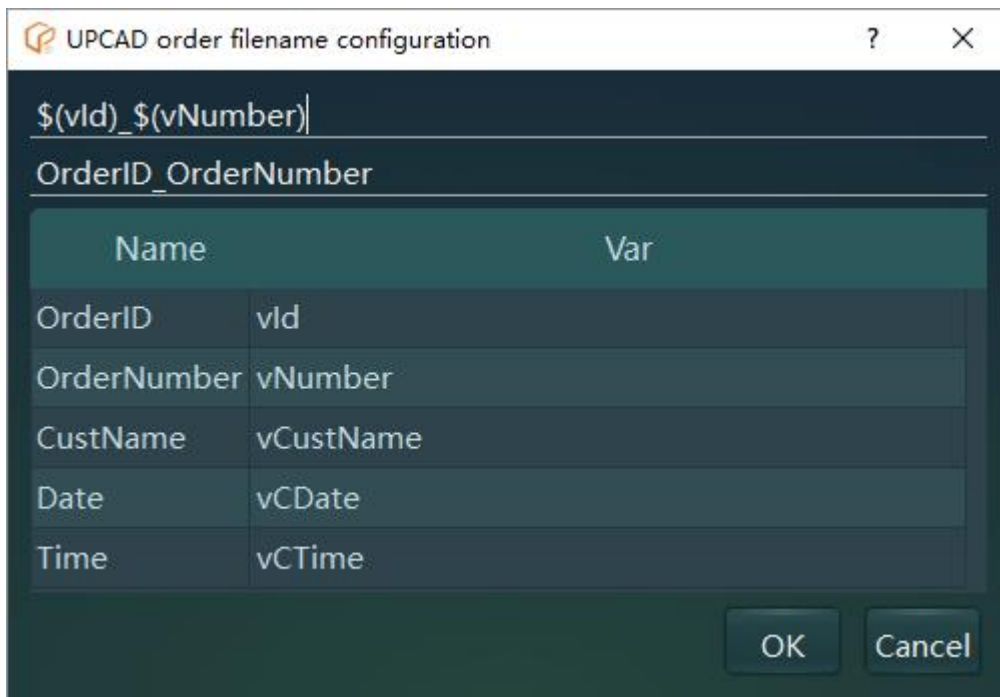 UPCAD order filename configuration ? ×
$(vId)_$(vNumber)
OrderID_OrderNumber
Name Var
OrderID vId
OrderNumber vNumber
CustName vCustName
Date vCDate
Time vCTime
OK Cancel